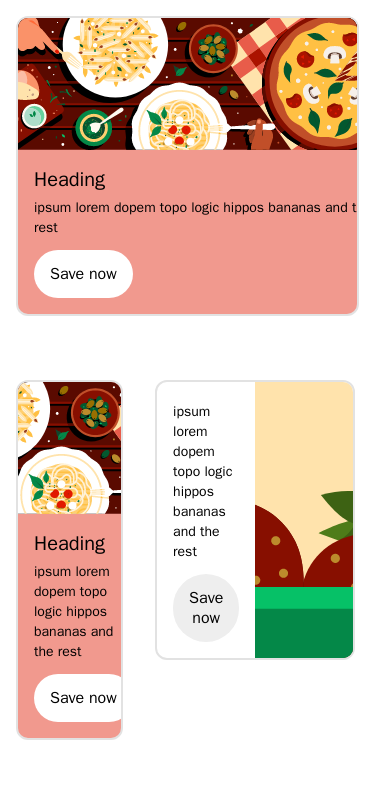 Heading
ipsum lorem dopem topo logic hippos bananas and t
rest
Save now
Heading
ipsum lorem
dopem topo
logic hippos
bananas and
the rest
Save now
ipsum
lorem
dopem
topo logic
hippos
bananas
and the
rest
Save
now